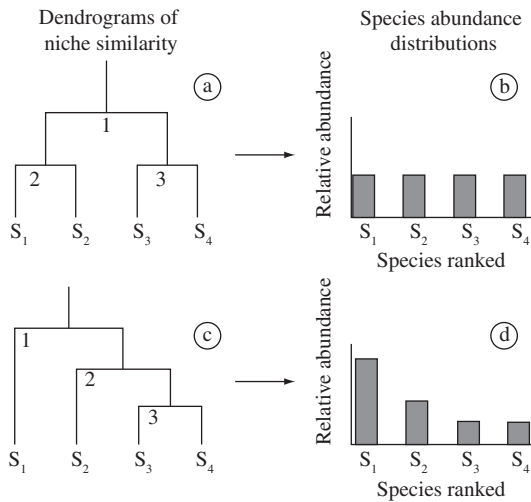 Dendrograms of
niche similarity
Species abundance
distributions
a
1
2
3
S₁ S₂ S₃ S₄
b
Relative abundance
S₁ S₂ S₃ S₄
Species ranked
c
1
2
3
S₁ S₂ S₃ S₄
d
Relative abundance
S₁ S₂ S₃ S₄
Species ranked